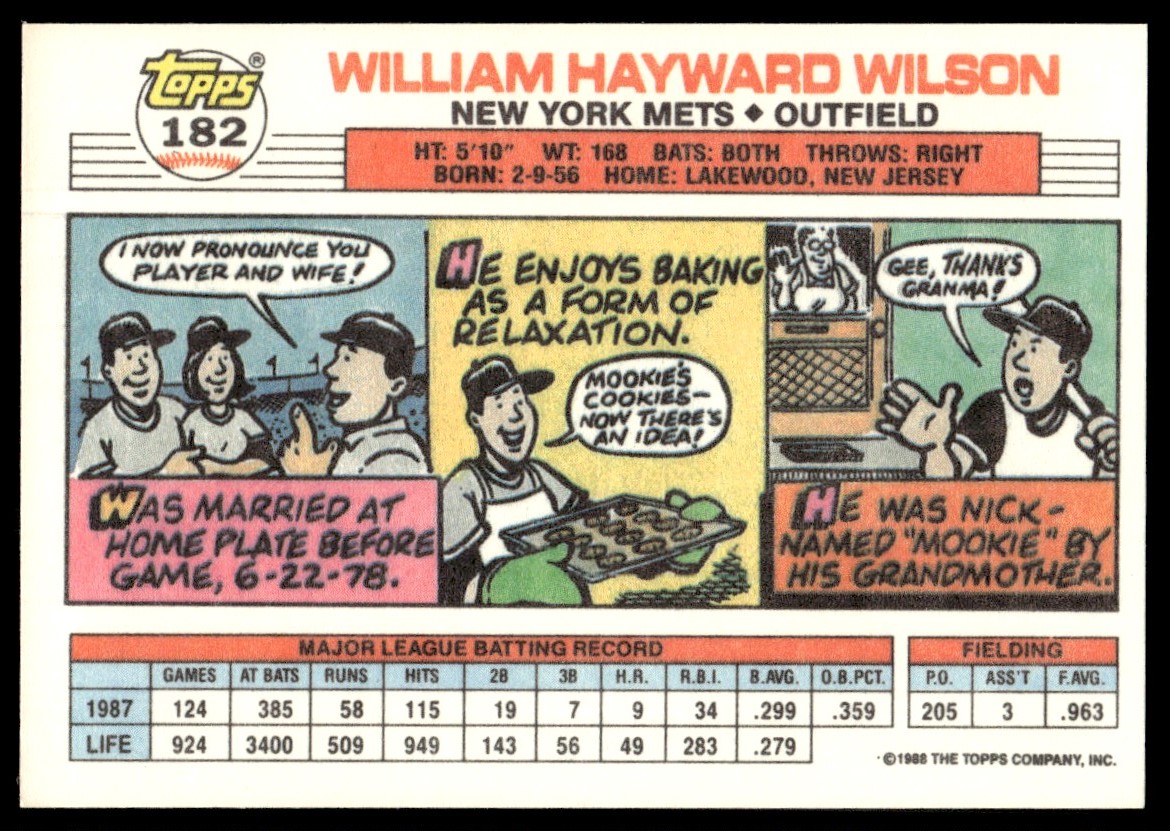 Topps®
182
WILLIAM HAYWARD WILSON
NEW YORK METS ◆ OUTFIELD
HT: 5'10" WT: 168 BATS: BOTH THROWS: RIGHT
BORN: 2-9-56 HOME: LAKEWOOD, NEW JERSEY
I NOW PRONOUNCE YOU
PLAYER AND WIFE!
WAS MARRIED AT
HOME PLATE BEFORE
GAME, 6-22-78.
HE ENJOYS BAKING
AS A FORM OF
RELAXATION.
MOOKIE'S
COOKIES—
NOW THERE'S
AN IDEA!
GEE, THANKS
GRANMA!
HE WAS NICK-
NAMED "MOOKIE" BY
HIS GRANDMOTHER.
MAJOR LEAGUE BATTING RECORD
GAMES AT BATS RUNS HITS 2B 3B H.R. R.B.I. B.AVG. O.B.PCT.
1987 124 385 58 115 19 7 9 34 .299 .359
LIFE 924 3400 509 949 143 56 49 283 .279
FIELDING
P.O. ASS'T F.AVG.
205 3 .963
©1988 THE TOPPS COMPANY, INC.